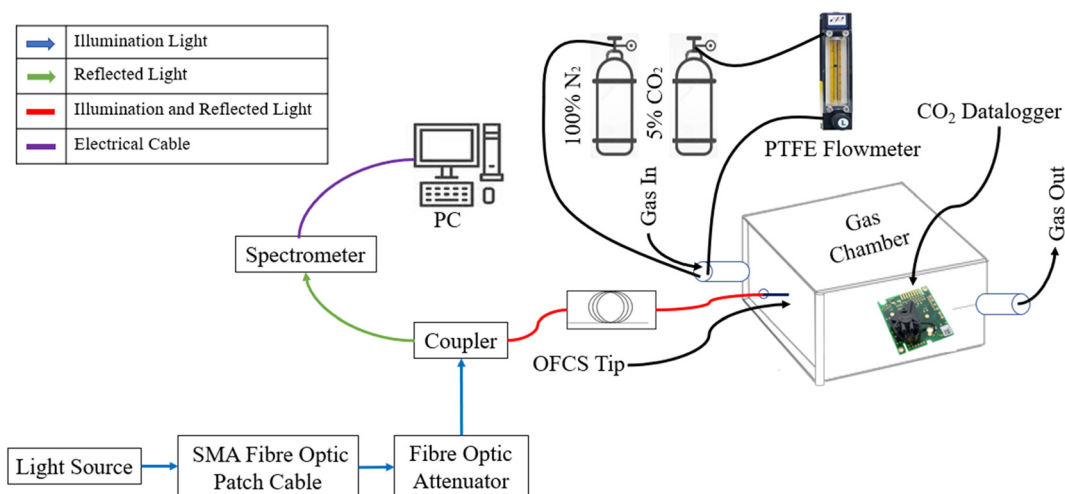 Illumination Light
Reflected Light
Illumination and Reflected Light
Electrical Cable
100% N₂
5% CO₂
PTFE Flowmeter
CO₂ Datalogger
Gas In
Gas Out
Gas
Chamber
PC
Spectrometer
Coupler
OFCS Tip
Light Source
SMA Fibre Optic
Patch Cable
Fibre Optic
Attenuator